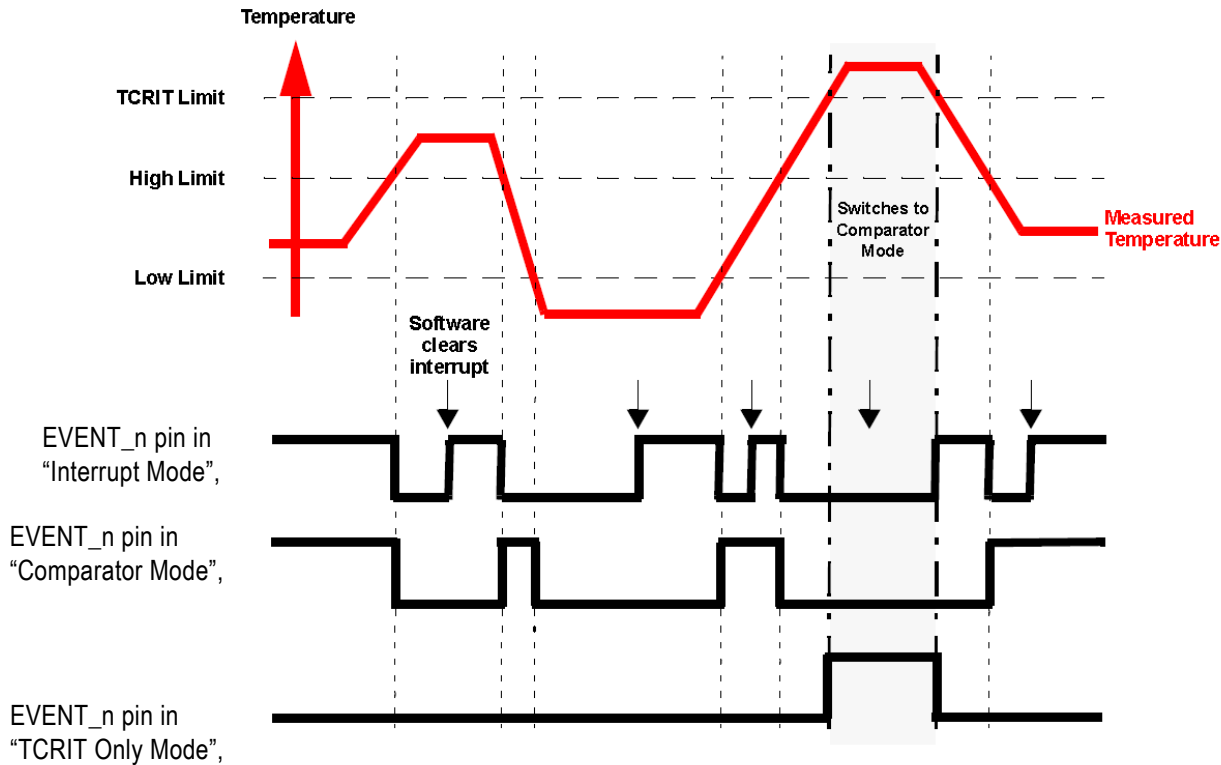 Temperature
TCRIT Limit
High Limit
Low Limit
Switches to
Comparator
Mode
Measured
Temperature
Software
clears
interrupt
EVENT_n pin in
“Interrupt Mode”,
EVENT_n pin in
“Comparator Mode”,
EVENT_n pin in
“TCRIT Only Mode”,